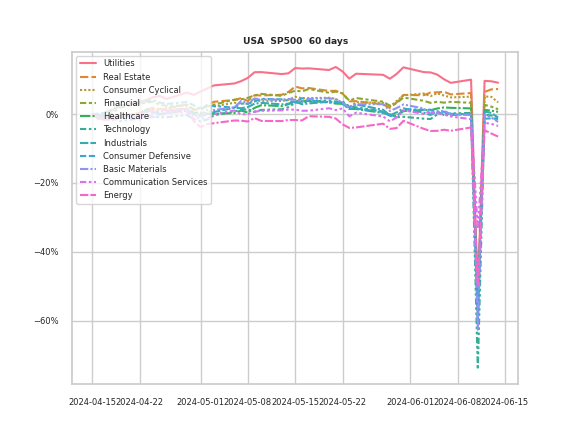 USA SP500 60 days
Utilities
Real Estate
Consumer Cyclical
Financial
Healthcare
Technology
Industrials
Consumer Defensive
Basic Materials
Communication Services
Energy
0%
−20%
−40%
−60%
2024-04-15 2024-04-22 2024-05-01 2024-05-08 2024-05-15 2024-05-22 2024-06-01 2024-06-08 2024-06-15